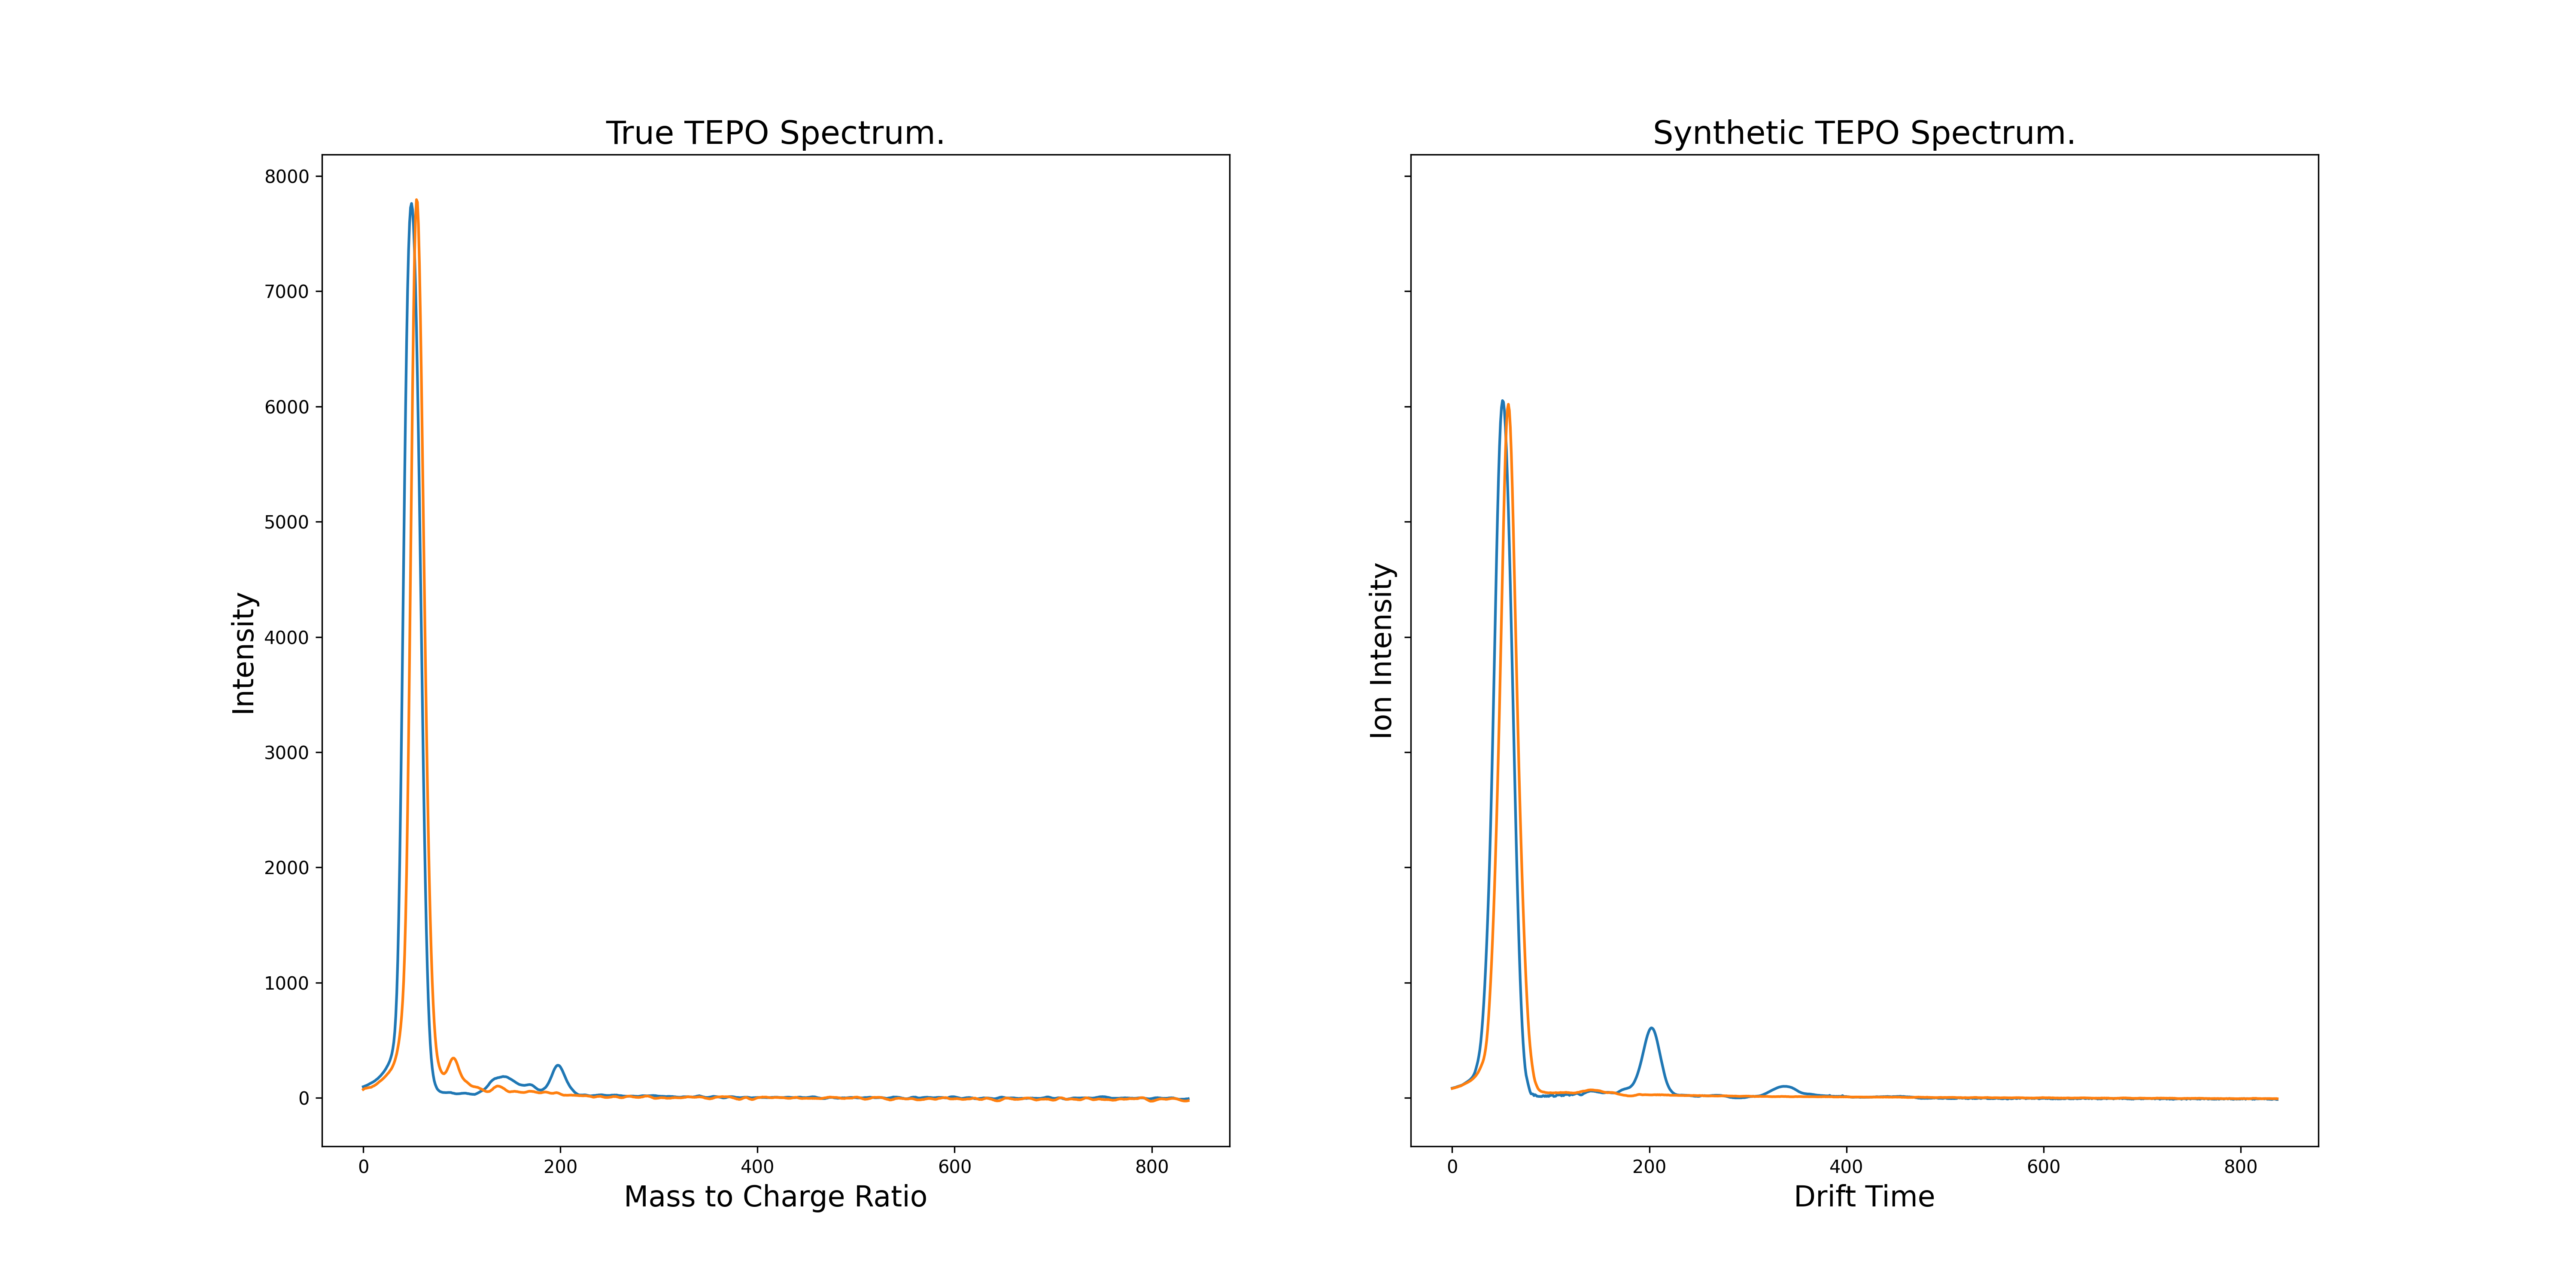 True TEPO Spectrum.
Synthetic TEPO Spectrum.
8000
7000
6000
5000
4000
3000
2000
1000
0
Intensity
Ion Intensity
0 200 400 600 800
0 200 400 600 800
Mass to Charge Ratio
Drift Time